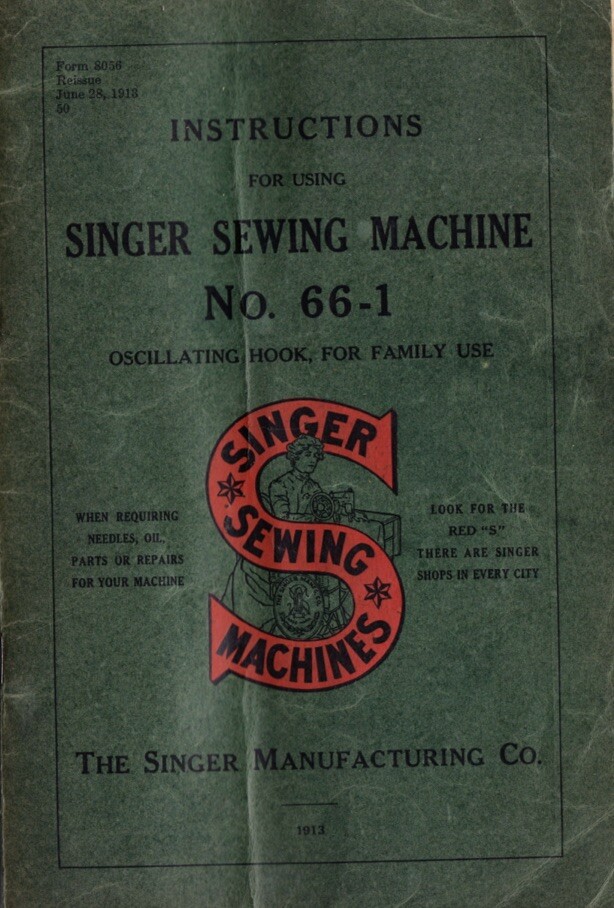 Form 8056
Reissue
June 28, 1913
50
INSTRUCTIONS
FOR USING
SINGER SEWING MACHINE
No. 66-1
OSCILLATING HOOK, FOR FAMILY USE
SINGER
SEWING
MACHINES
WHEN REQUIRING
NEEDLES, OIL,
PARTS OR REPAIRS
FOR YOUR MACHINE
LOOK FOR THE
RED "S"
THERE ARE SINGER
SHOPS IN EVERY CITY
THE SINGER MANUFACTURING CO.
1913